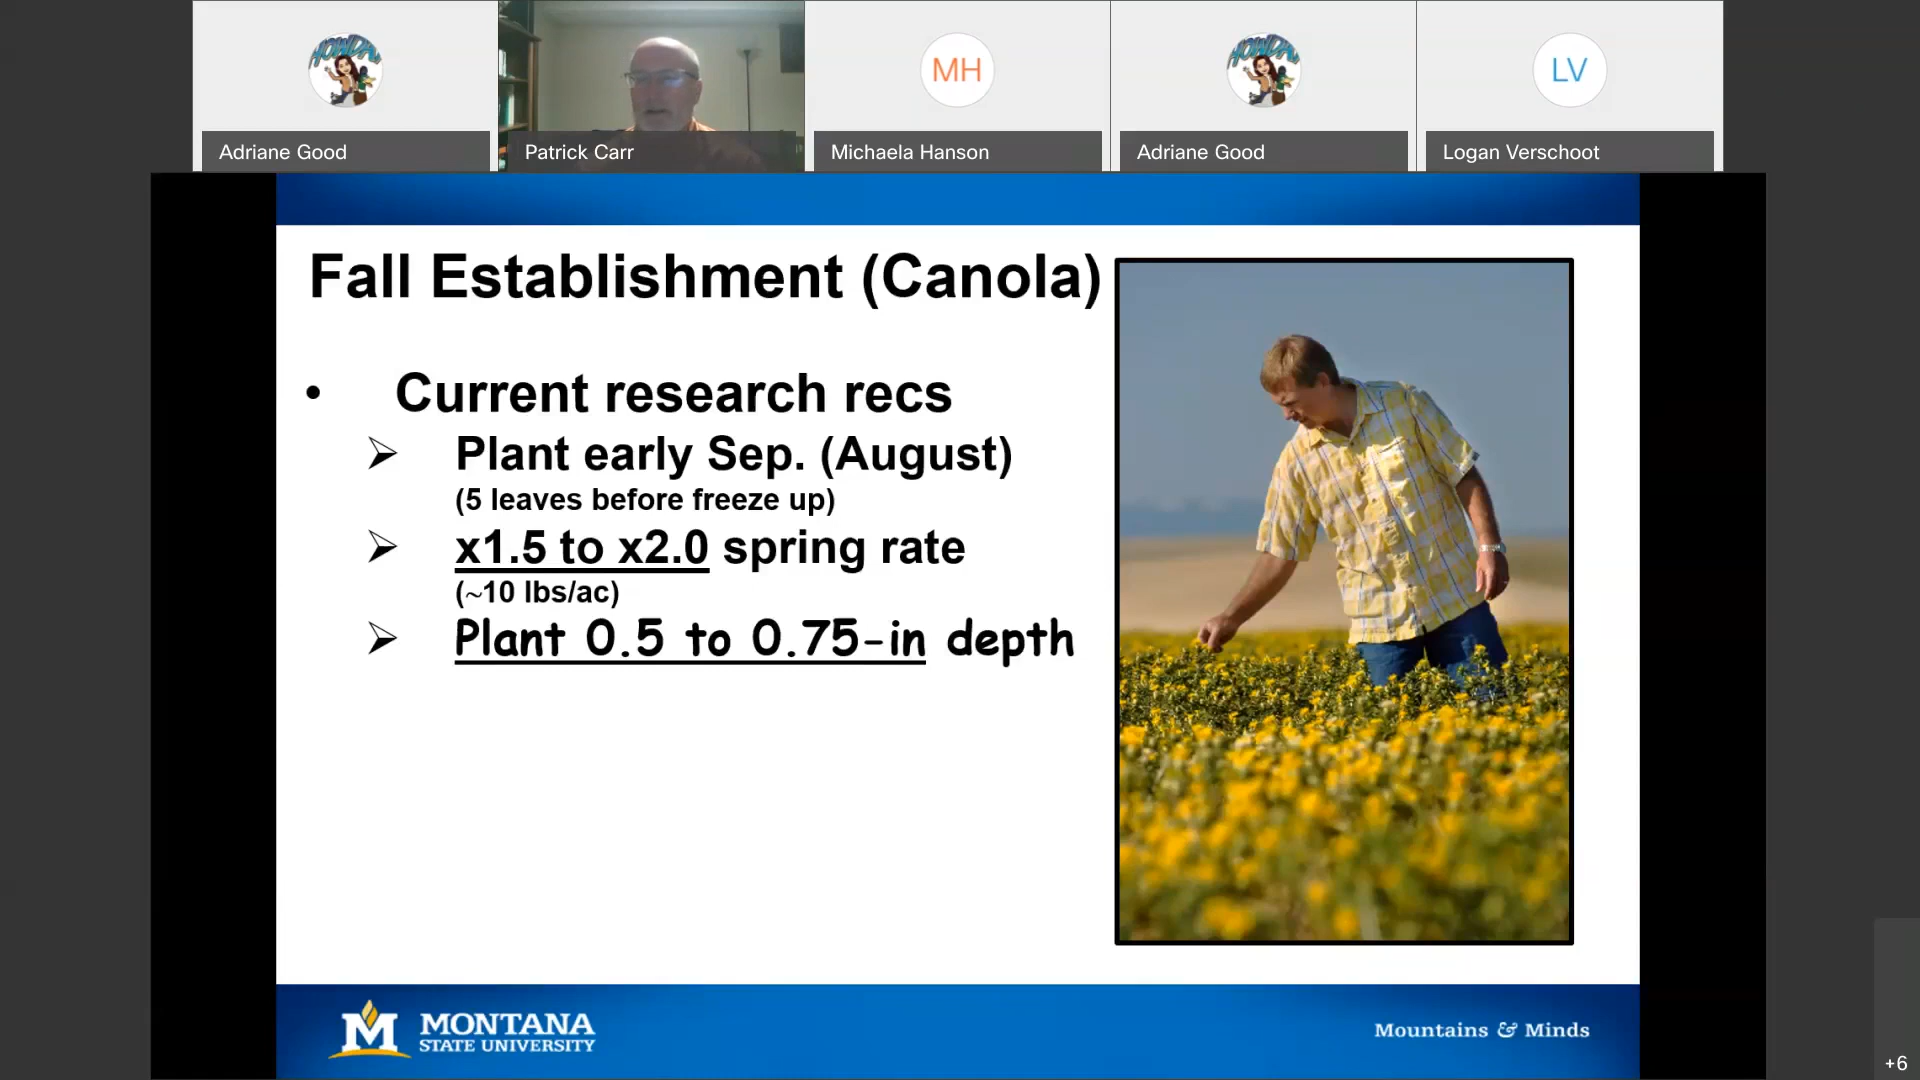 HOWDY
MH
HOWDY
LV
Adriane Good
Patrick Carr
Michaela Hanson
Adriane Good
Logan Verschoot
Fall Establishment (Canola)
• Current research recs
➢ Plant early Sep. (August)
(5 leaves before freeze up)
➢ x1.5 to x2.0 spring rate
(~10 lbs/ac)
➢ Plant 0.5 to 0.75-in depth
M MONTANA
STATE UNIVERSITY
Mountains & Minds
+6